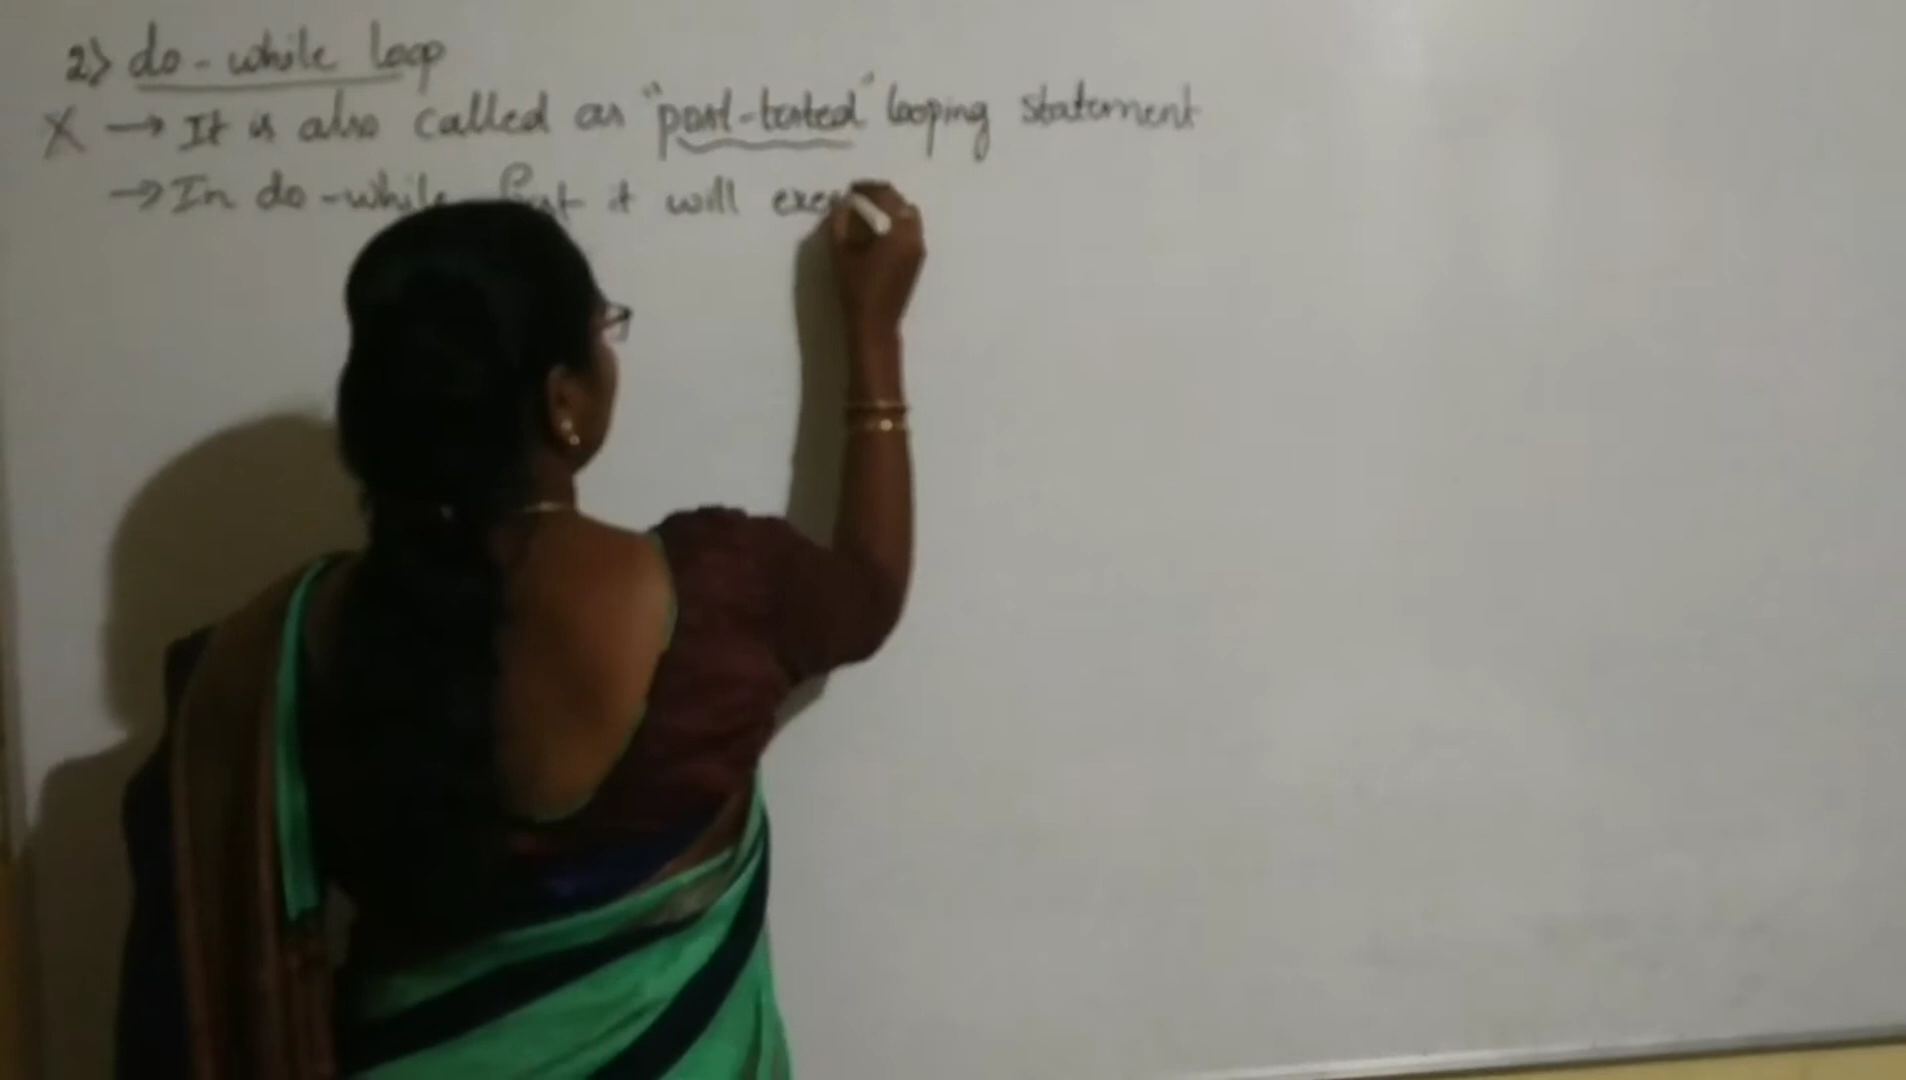 2) do-while loop
X → It is also called as "post-tested" looping statement
→ In do-while it will